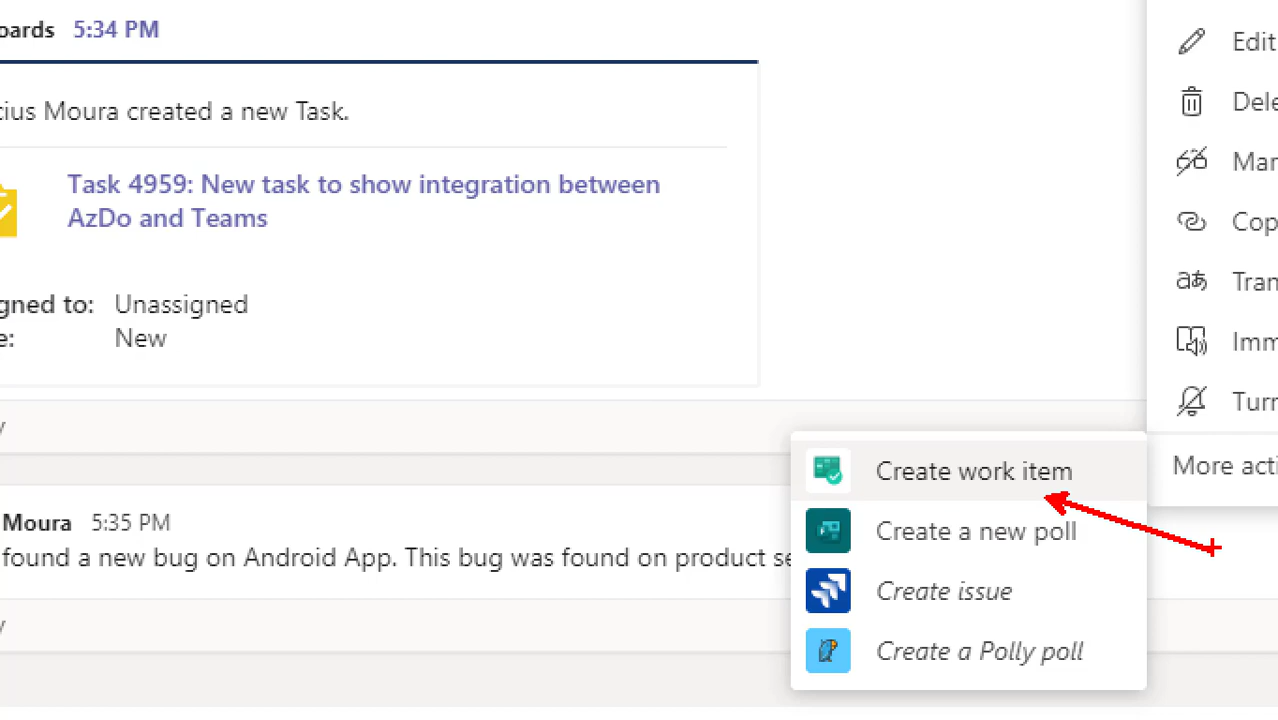 oards 5:34 PM
cius Moura created a new Task.
Task 4959: New task to show integration between
AzDo and Teams
gned to: Unassigned
e: New
y
Moura 5:35 PM
found a new bug on Android App. This bug was found on product se
y
Edit
Dele
Mar
Cop
Tran
Imm
Turn
More acti
Create work item
Create a new poll
Create issue
Create a Polly poll